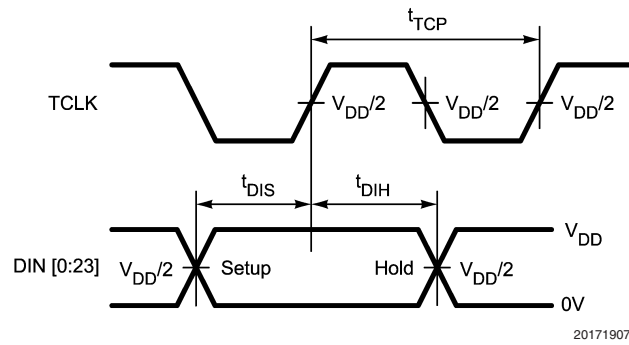 tTCP
TCLK
VDD/2 VDD/2 VDD/2
tDIS tDIH
VDD
DIN [0:23] VDD/2 Setup Hold VDD/2
0V
20171907